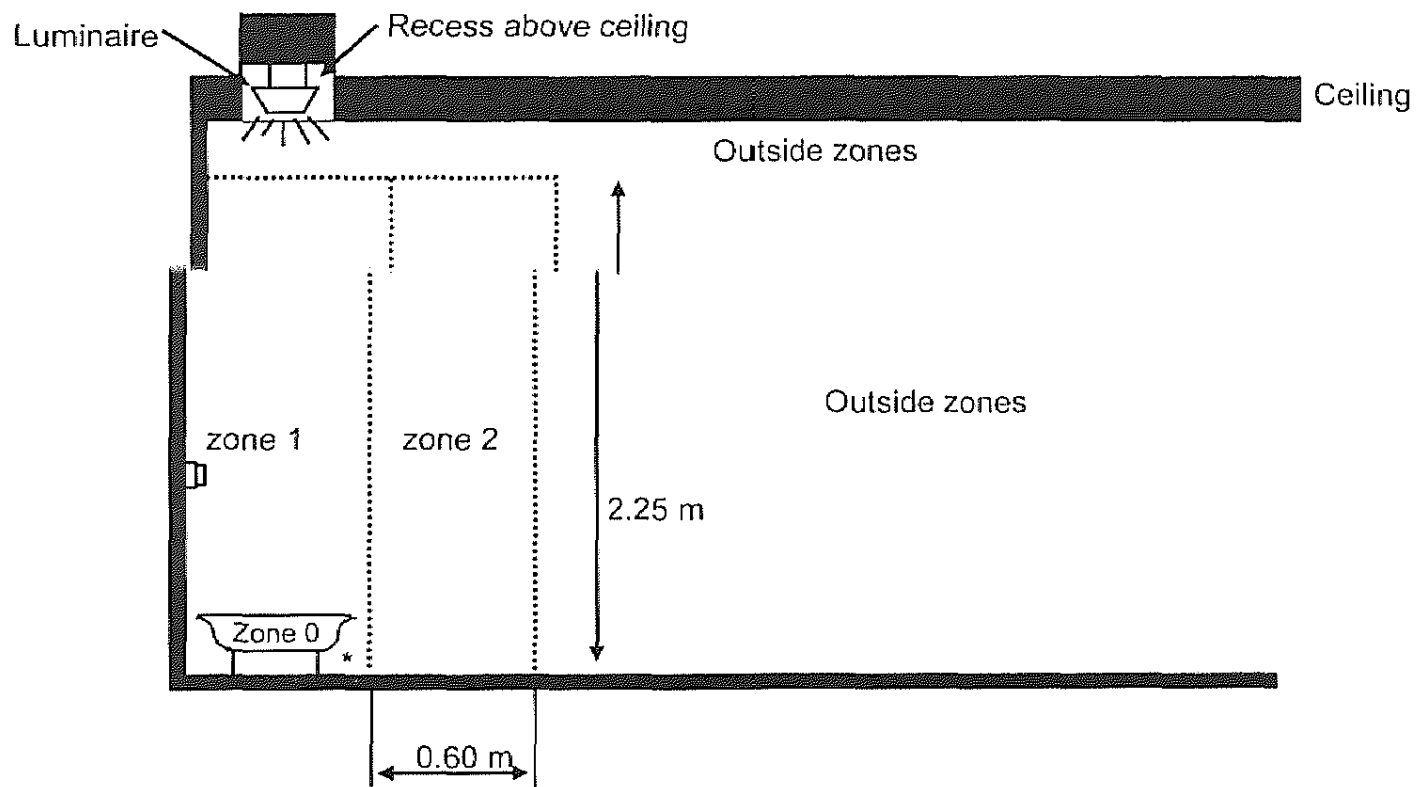 Luminaire
Recess above ceiling
Ceiling
Outside zones
Outside zones
zone 1
zone 2
2.25 m
Zone 0
*
0.60 m